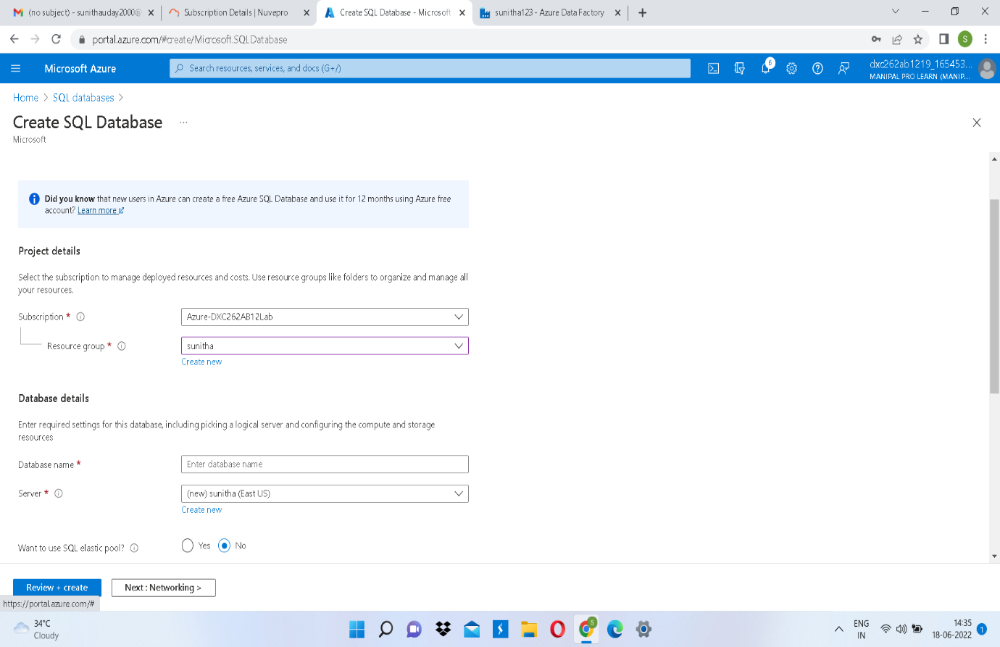 (no subject) - sunithauday2000@
Subscription Details | Nuvepro
Create SQL Database - Microsoft
sunitha123 - Azure Data Factory
portal.azure.com/#create/Microsoft.SQLDatabase
S
Microsoft Azure
Search resources, services, and docs (G+/)
6
dxc262ab1219_165453...
MANIPAL PRO LEARN (MANIP...
Home > SQL databases >
Create SQL Database ...
Microsoft
Did you know that new users in Azure can create a free Azure SQL Database and use it for 12 months using Azure free
account? Learn more
Project details
Select the subscription to manage deployed resources and costs. Use resource groups like folders to organize and manage all
your resources.
Subscription *
Azure-DXC262AB12Lab
Resource group *
sunitha
Create new
Database details
Enter required settings for this database, including picking a logical server and configuring the compute and storage
resources
Database name *
Enter database name
Server *
(new) sunitha (East US)
Create new
Want to use SQL elastic pool?
Yes No
Review + create
Next : Networking >
https://portal.azure.com/#
34°C
Cloudy
S
ENG
IN
14:35
18-06-2022
1